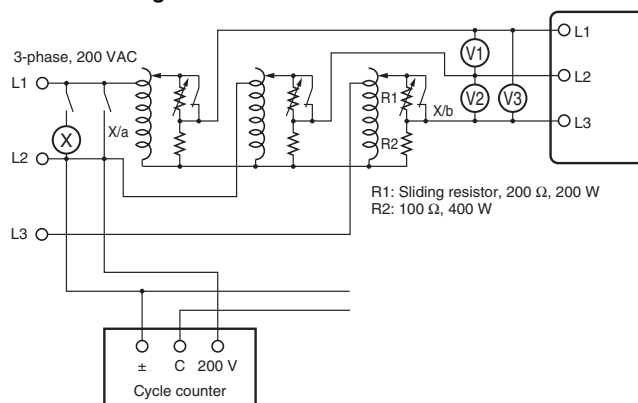 3-phase, 200 VAC
L1
L2
L3
X
X/a
R1
R2
X/b
V1
V2
V3
L1
L2
L3
R1: Sliding resistor, 200 Ω, 200 W
R2: 100 Ω, 400 W
± C 200 V
Cycle counter